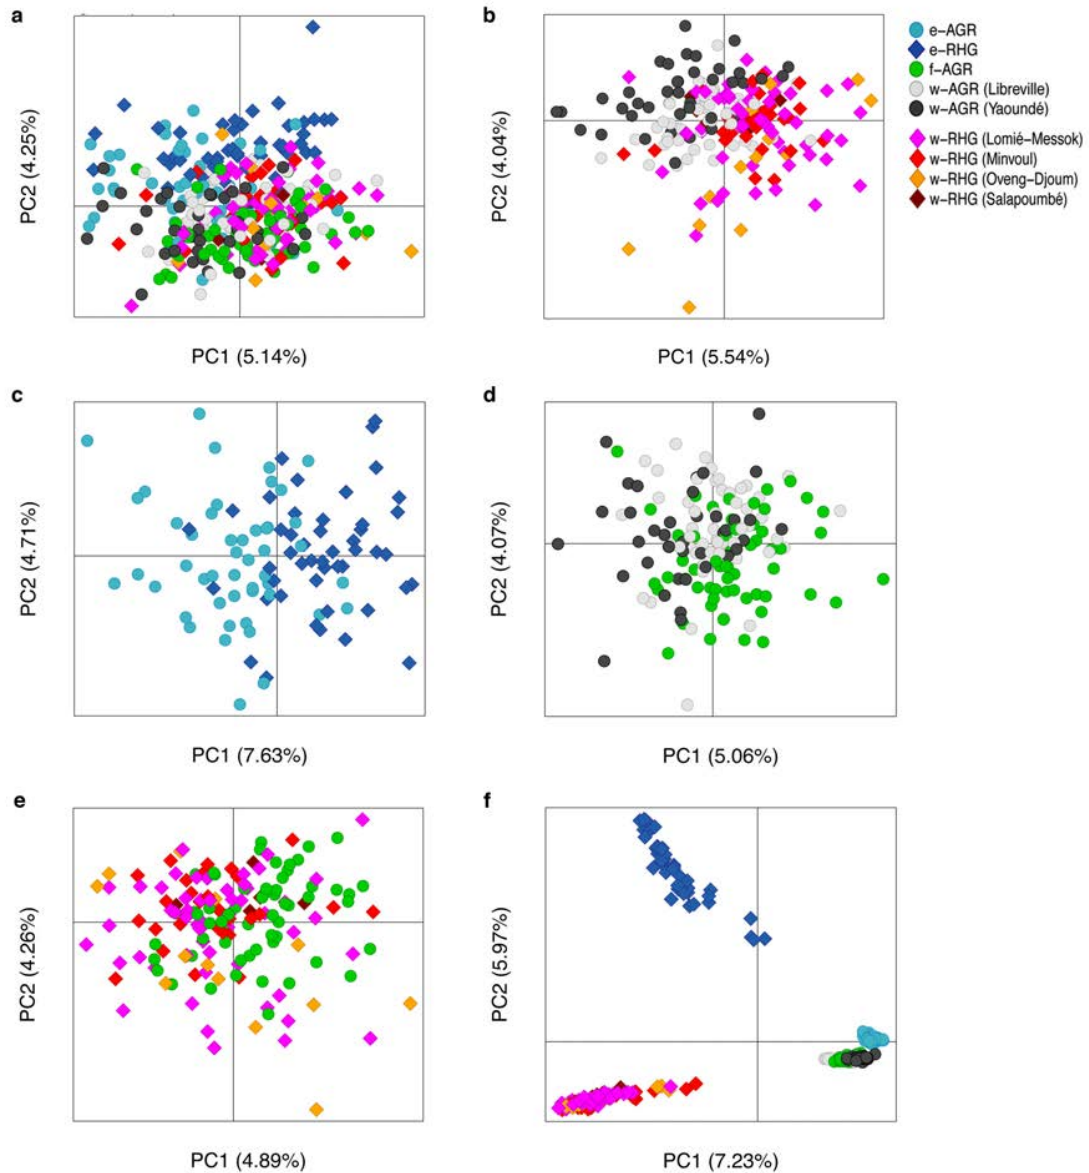 a
PC2 (4.25%)
PC1 (5.14%)
b
PC2 (4.04%)
PC1 (5.54%)
e−AGR
e−RHG
f−AGR
w−AGR (Libreville)
w−AGR (Yaoundé)
w−RHG (Lomié-Messok)
w−RHG (Minvoul)
w−RHG (Oveng-Djoum)
w−RHG (Salapoumbé)
c
PC2 (4.71%)
PC1 (7.63%)
d
PC2 (4.07%)
PC1 (5.06%)
e
PC2 (4.26%)
PC1 (4.89%)
f
PC2 (5.97%)
PC1 (7.23%)